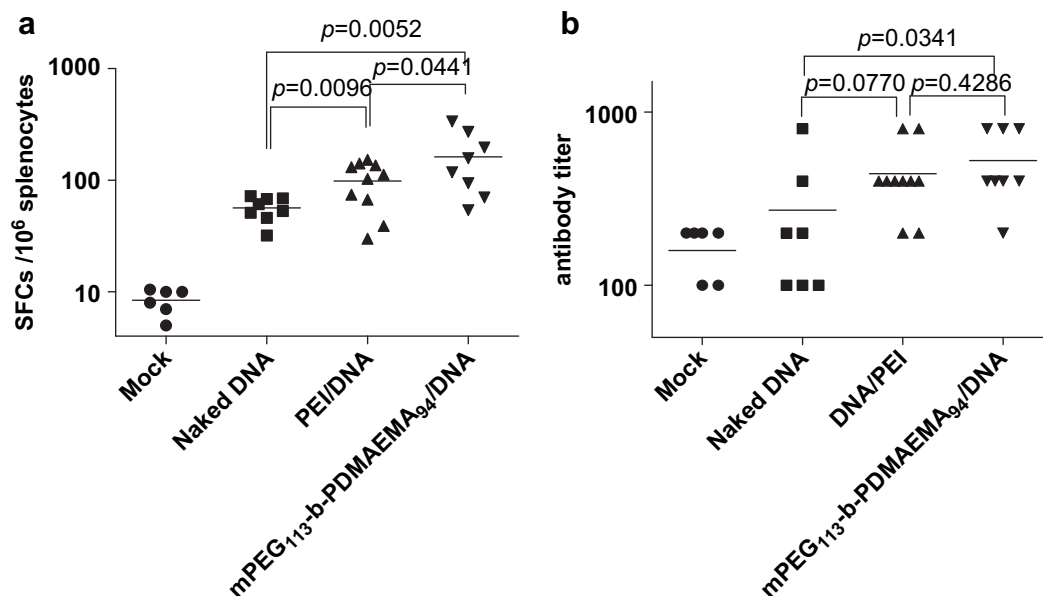 a
p=0.0052
p=0.0441
p=0.0096
1000
100
10
SFCs /10⁶ splenocytes
Mock
Naked DNA
PEI/DNA
mPEG₁₁₃-b-PDMAEMA₉₄/DNA
b
p=0.0341
p=0.0770
p=0.4286
1000
100
antibody titer
Mock
Naked DNA
DNA/PEI
mPEG₁₁₃-b-PDMAEMA₉₄/DNA